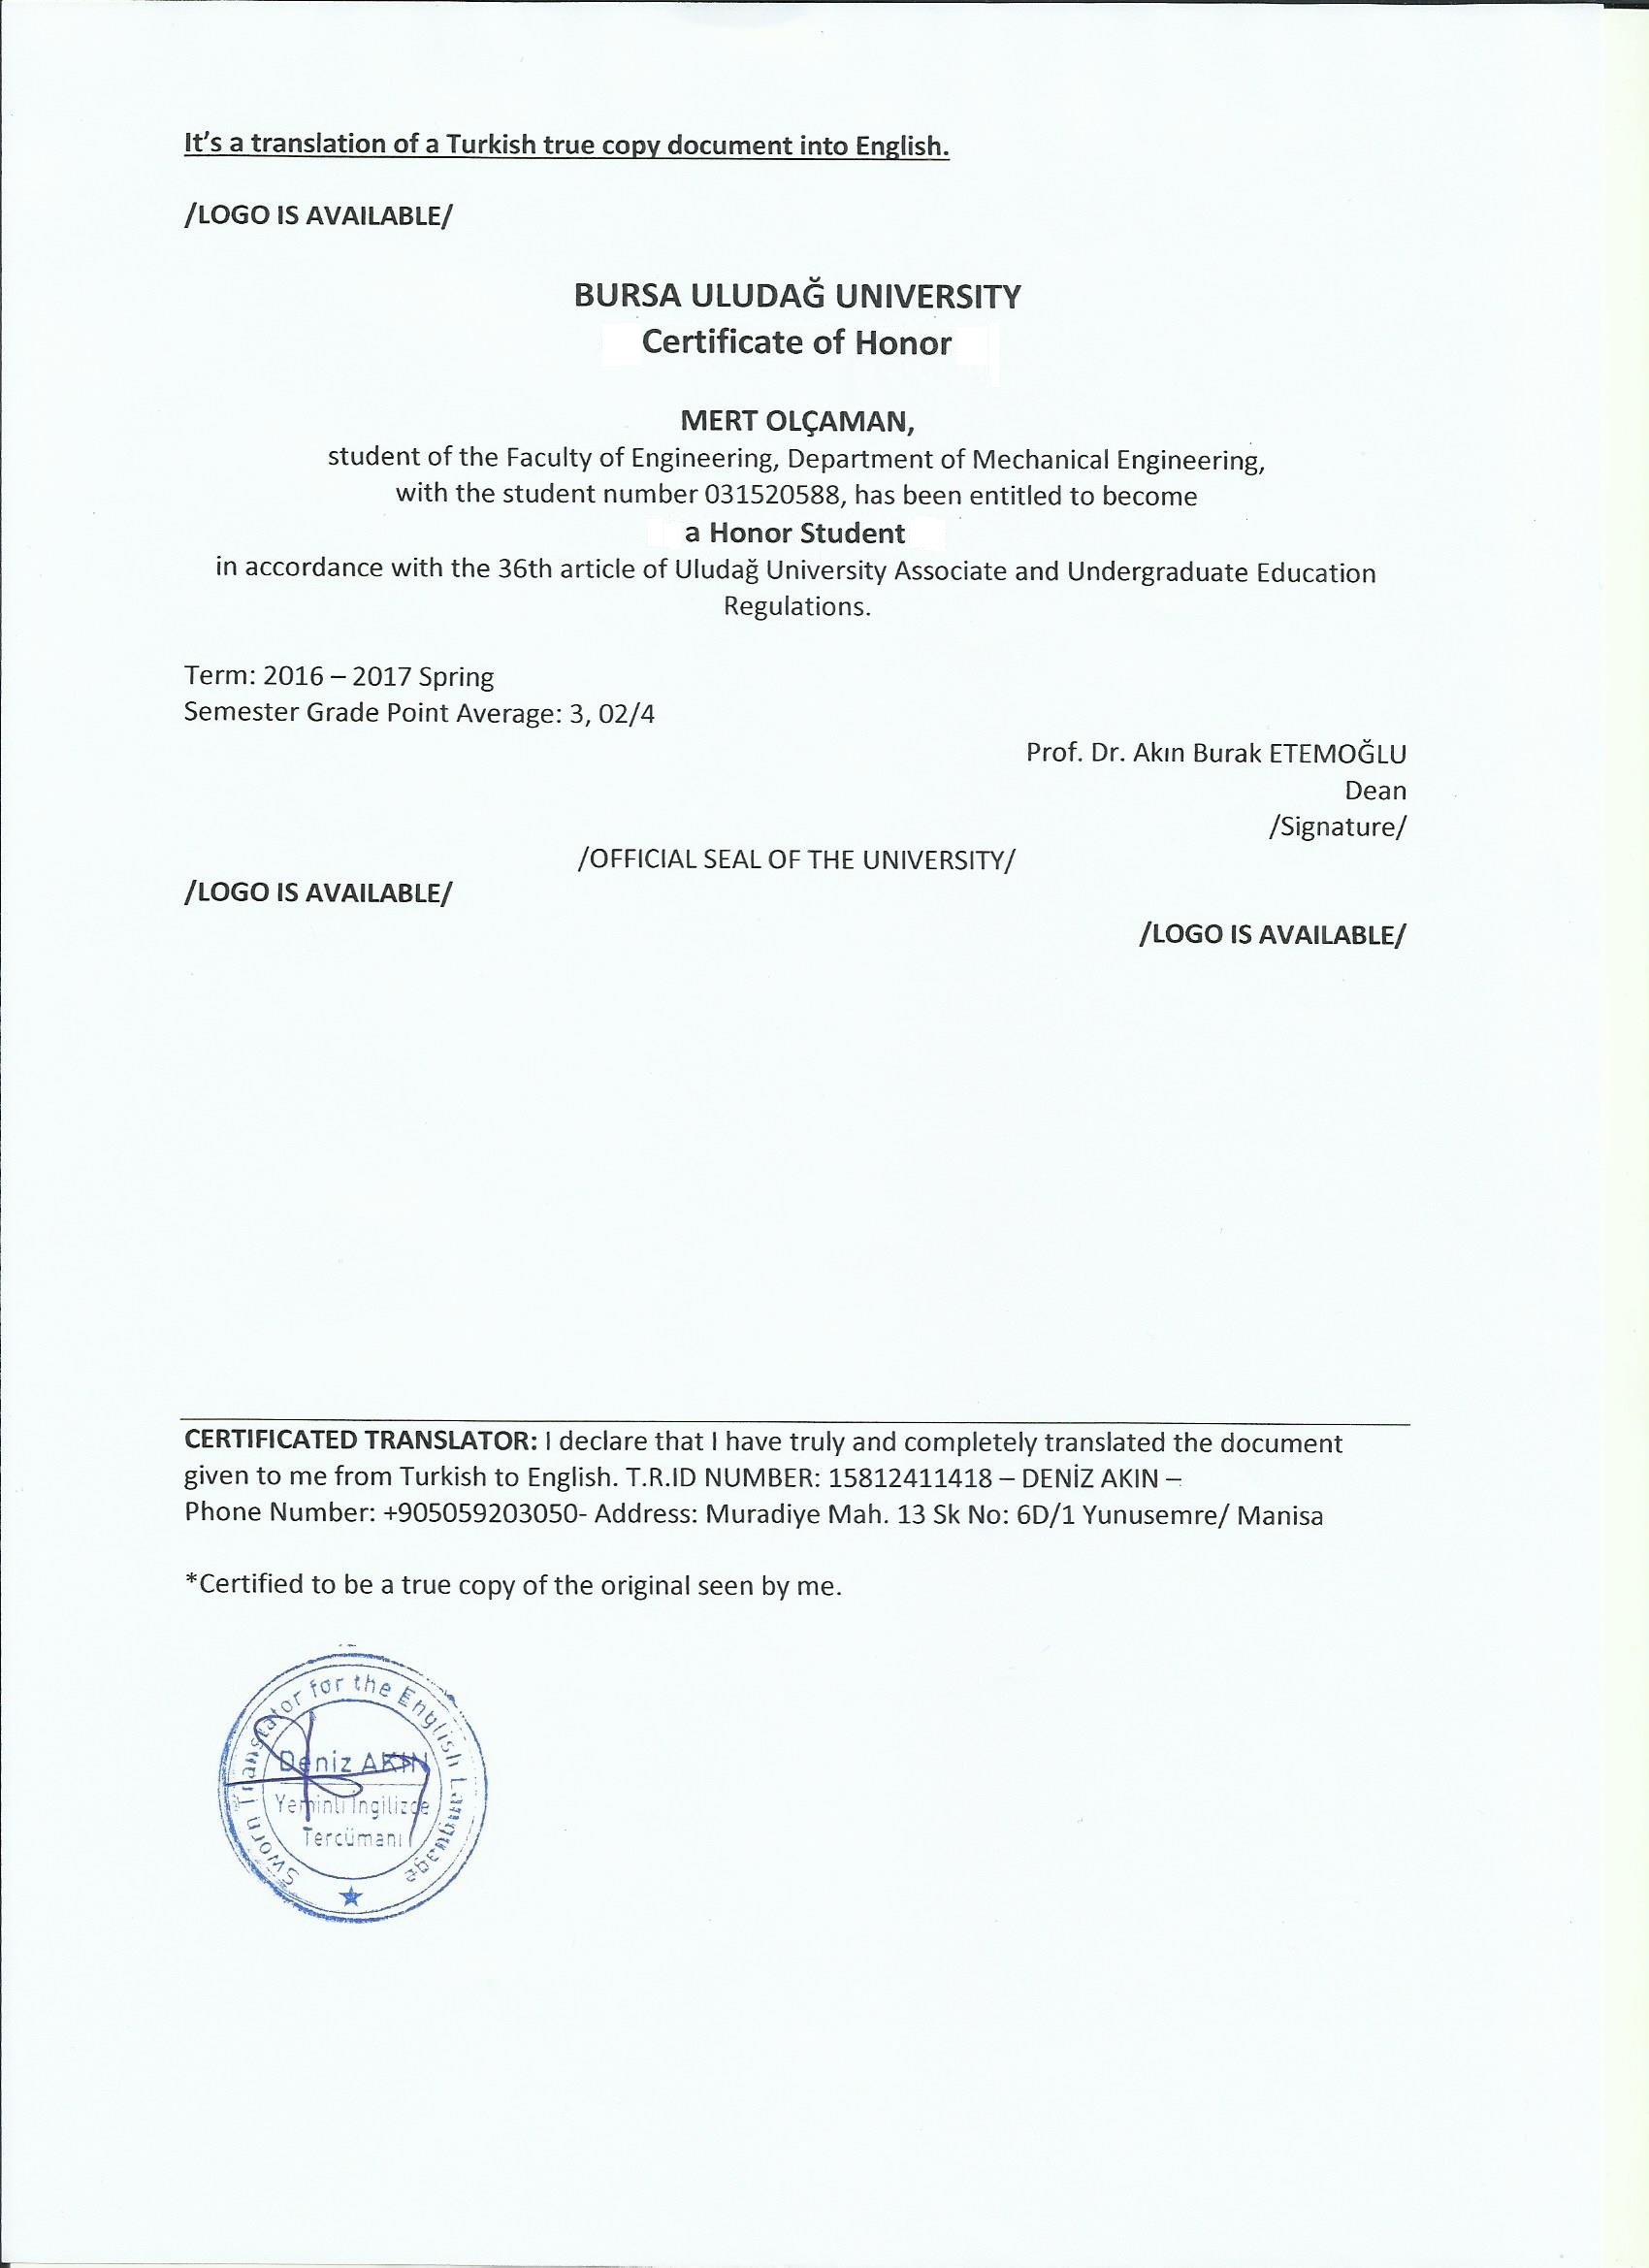 It's a translation of a Turkish true copy document into English.
/LOGO IS AVAILABLE/
BURSA ULUDAĞ UNIVERSITY
Certificate of Honor
MERT OLÇAMAN,
student of the Faculty of Engineering, Department of Mechanical Engineering,
with the student number 031520588, has been entitled to become
a Honor Student
in accordance with the 36th article of Uludağ University Associate and Undergraduate Education
Regulations.
Term: 2016 – 2017 Spring
Semester Grade Point Average: 3, 02/4
Prof. Dr. Akın Burak ETEMOĞLU
Dean
/Signature/
/OFFICIAL SEAL OF THE UNIVERSITY/
/LOGO IS AVAILABLE/
/LOGO IS AVAILABLE/
CERTIFICATED TRANSLATOR: I declare that I have truly and completely translated the document
given to me from Turkish to English. T.R.ID NUMBER: 15812411418 – DENİZ AKIN –
Phone Number: +905059203050- Address: Muradiye Mah. 13 Sk No: 6D/1 Yunusemre/ Manisa
*Certified to be a true copy of the original seen by me.
Sworn Translator for the English Language
Deniz AKIN
Yeminli İngilizce
Tercümanı